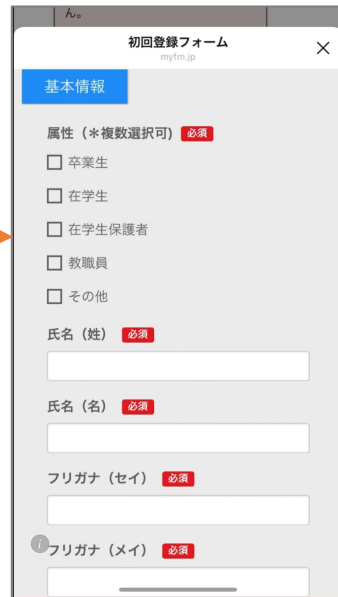 ん。
初回登録フォーム
myfm.jp
基本情報
属性（＊複数選択可）必須
卒業生
在学生
在学生保護者
教職員
その他
氏名（姓） 必須
氏名（名） 必須
フリガナ（セイ） 必須
フリガナ（メイ） 必須